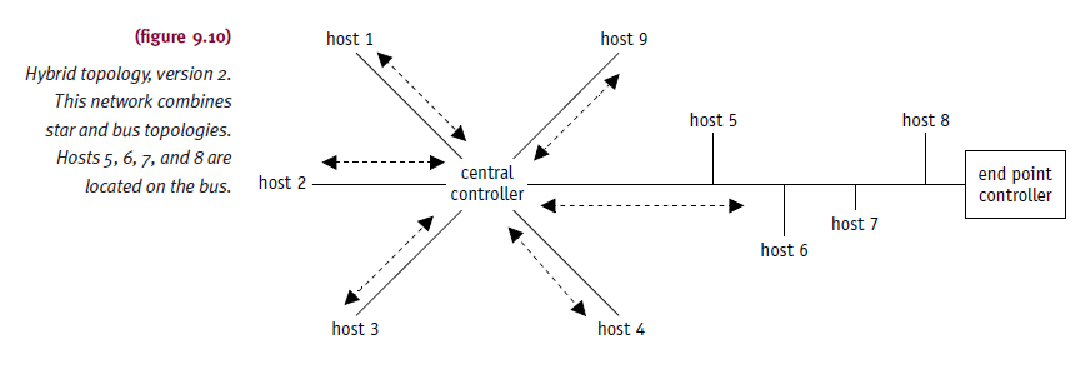 (figure 9.10)
Hybrid topology, version 2.
This network combines
star and bus topologies.
Hosts 5, 6, 7, and 8 are
located on the bus.
host 1
host 9
host 5
host 8
host 2
central
controller
end point
controller
host 7
host 6
host 3
host 4